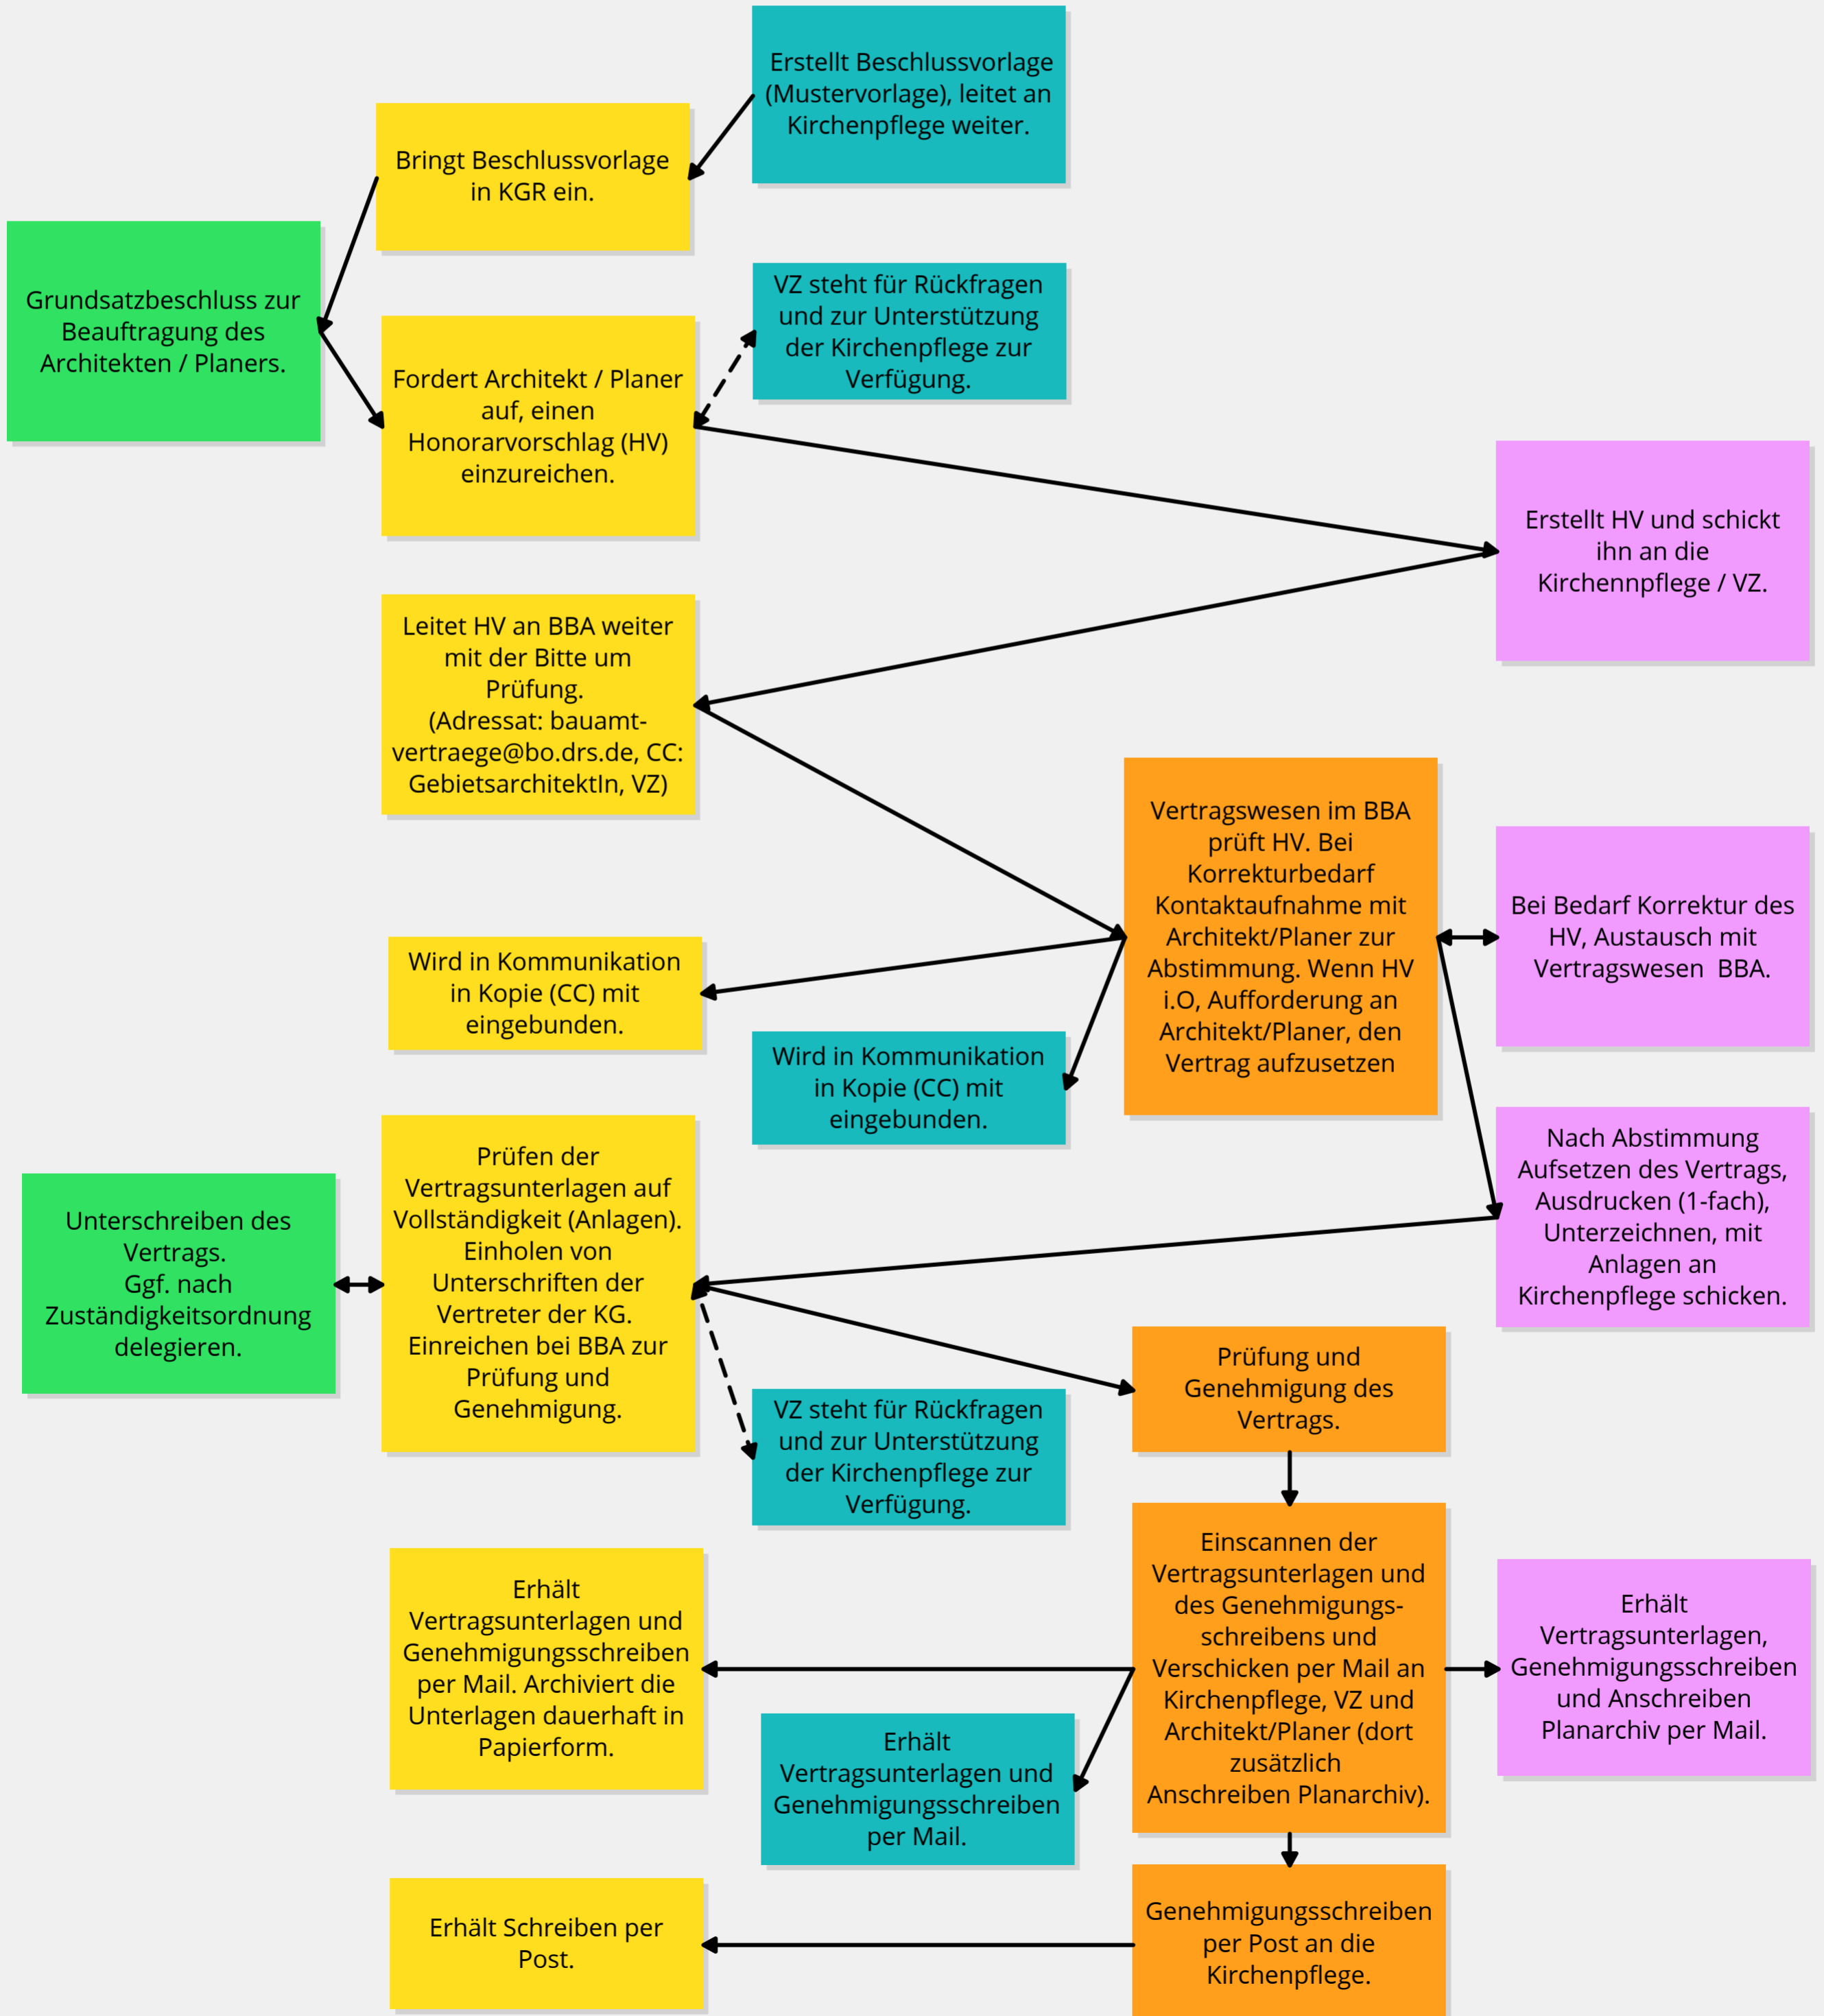 Erstellt Beschlussvorlage
(Mustervorlage), leitet an
Kirchenpflege weiter.
Bringt Beschlussvorlage
in KGR ein.
Grundsatzbeschluss zur
Beauftragung des
Architekten / Planers.
VZ steht für Rückfragen
und zur Unterstützung
der Kirchenpflege zur
Verfügung.
Fordert Architekt / Planer
auf, einen
Honorarvorschlag (HV)
einzureichen.
Erstellt HV und schickt
ihn an die
Kirchennpflege / VZ.
Leitet HV an BBA weiter
mit der Bitte um
Prüfung.
(Adressat: bauamt-
vertraege@bo.drs.de, CC:
GebietsarchitektIn, VZ)
Vertragswesen im BBA
prüft HV. Bei
Korrekturbedarf
Kontaktaufnahme mit
Architekt/Planer zur
Abstimmung. Wenn HV
i.O, Aufforderung an
Architekt/Planer, den
Vertrag aufzusetzen
Bei Bedarf Korrektur des
HV, Austausch mit
Vertragswesen  BBA.
Wird in Kommunikation
in Kopie (CC) mit
eingebunden.
Wird in Kommunikation
in Kopie (CC) mit
eingebunden.
Nach Abstimmung
Aufsetzen des Vertrags,
Ausdrucken (1-fach),
Unterzeichnen, mit
Anlagen an
Kirchenpflege schicken.
Prüfen der
Vertragsunterlagen auf
Vollständigkeit (Anlagen).
Einholen von
Unterschriften der
Vertreter der KG.
Einreichen bei BBA zur
Prüfung und
Genehmigung.
Unterschreiben des
Vertrags.
Ggf. nach
Zuständigkeitsordnung
delegieren.
Prüfung und
Genehmigung des
Vertrags.
VZ steht für Rückfragen
und zur Unterstützung
der Kirchenpflege zur
Verfügung.
Einscannen der
Vertragsunterlagen und
des Genehmigungs-
schreibens und
Verschicken per Mail an
Kirchenpflege, VZ und
Architekt/Planer (dort
zusätzlich
Anschreiben Planarchiv).
Erhält
Vertragsunterlagen und
Genehmigungsschreiben
per Mail. Archiviert die
Unterlagen dauerhaft in
Papierform.
Erhält
Vertragsunterlagen,
Genehmigungsschreiben
und Anschreiben
Planarchiv per Mail.
Erhält
Vertragsunterlagen und
Genehmigungsschreiben
per Mail.
Genehmigungsschreiben
per Post an die
Kirchenpflege.
Erhält Schreiben per
Post.